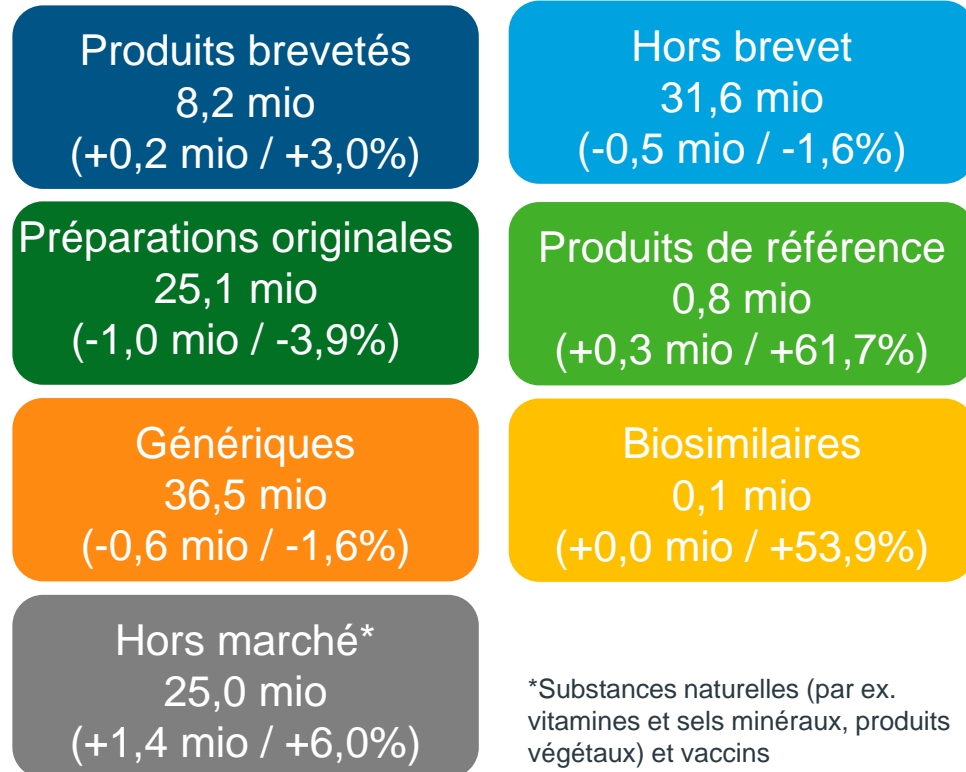 Produits brevetés
8,2 mio
(+0,2 mio / +3,0%)
Hors brevet
31,6 mio
(-0,5 mio / -1,6%)
Préparations originales
25,1 mio
(-1,0 mio / -3,9%)
Produits de référence
0,8 mio
(+0,3 mio / +61,7%)
Génériques
36,5 mio
(-0,6 mio / -1,6%)
Biosimilaires
0,1 mio
(+0,0 mio / +53,9%)
Hors marché*
25,0 mio
(+1,4 mio / +6,0%)
*Substances naturelles (par ex.
vitamines et sels minéraux, produits
végétaux) et vaccins